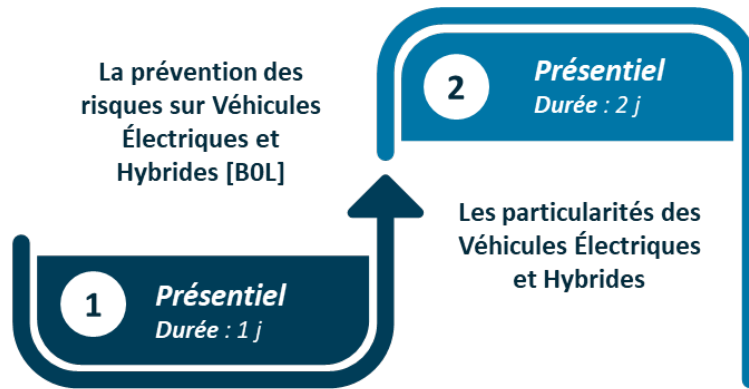 La prévention des
risques sur Véhicules
Électriques et
Hybrides [B0L]
1
Présentiel
Durée : 1 j
2
Présentiel
Durée : 2 j
Les particularités des
Véhicules Électriques
et Hybrides